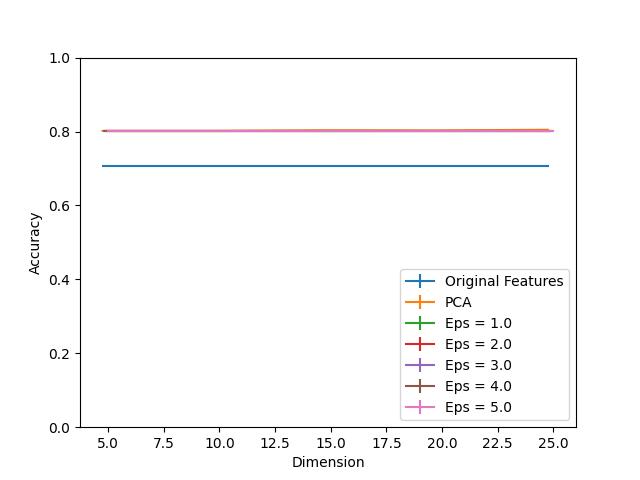 1.0
0.8
0.6
0.4
0.2
0.0
Accuracy
Original Features
PCA
Eps = 1.0
Eps = 2.0
Eps = 3.0
Eps = 4.0
Eps = 5.0
5.0 7.5 10.0 12.5 15.0 17.5 20.0 22.5 25.0
Dimension